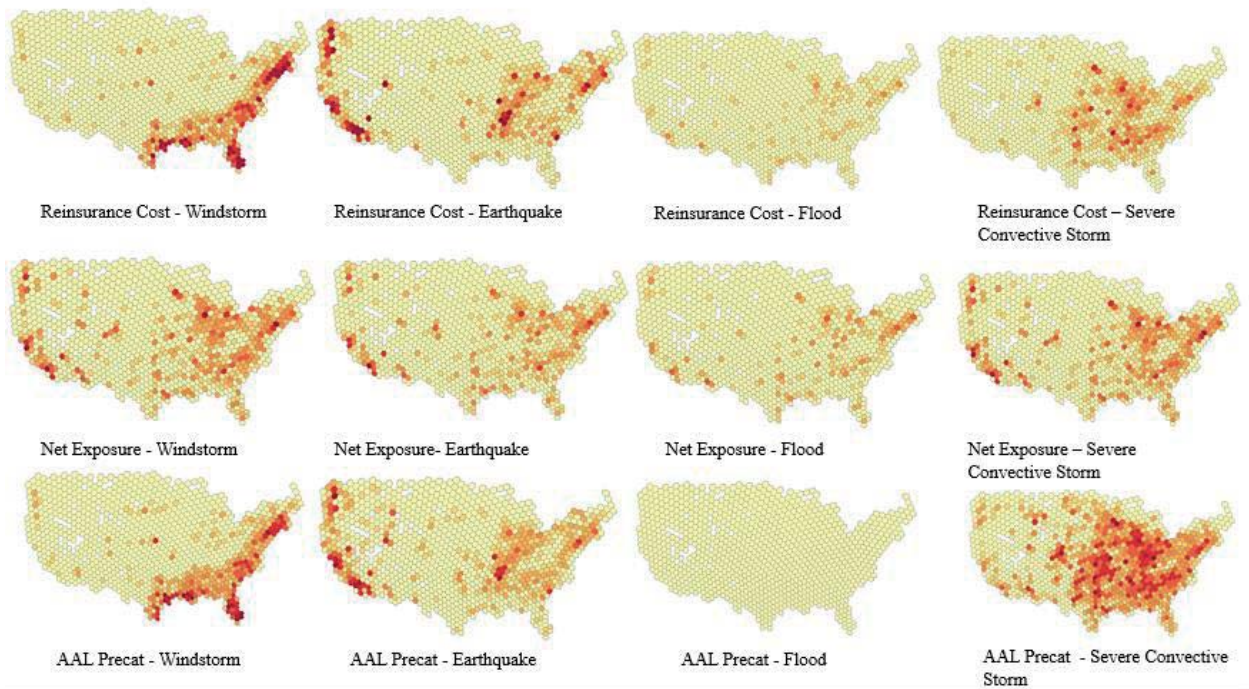 Reinsurance Cost - Windstorm
Reinsurance Cost - Earthquake
Reinsurance Cost - Flood
Reinsurance Cost – Severe
Convective Storm
Net Exposure - Windstorm
Net Exposure- Earthquake
Net Exposure - Flood
Net Exposure – Severe
Convective Storm
AAL Precat - Windstorm
AAL Precat - Earthquake
AAL Precat - Flood
AAL Precat - Severe Convective
Storm